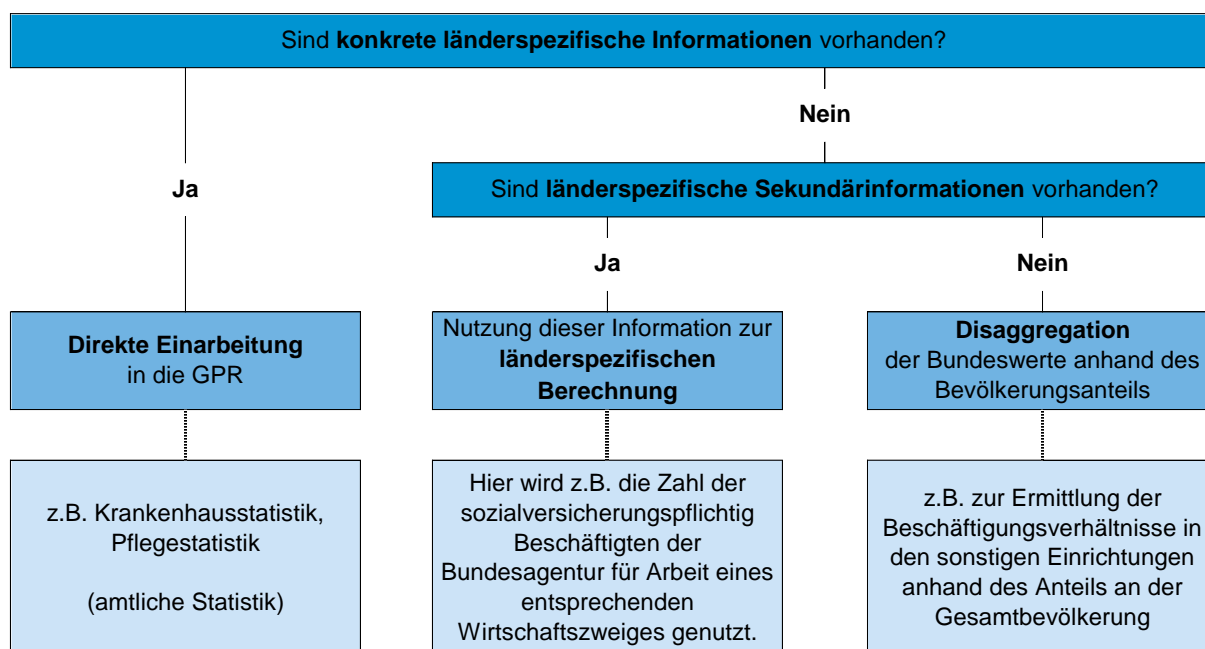 Sind konkrete länderspezifische Informationen vorhanden?
Nein
Ja
Sind länderspezifische Sekundärinformationen vorhanden?
Ja
Nein
Direkte Einarbeitung
in die GPR
Nutzung dieser Information zur
länderspezifischen
Berechnung
Disaggregation
der Bundeswerte anhand des
Bevölkerungsanteils
z.B. Krankenhausstatistik,
Pflegestatistik
(amtliche Statistik)
Hier wird z.B. die Zahl der
sozialversicherungspflichtig
Beschäftigten der
Bundesagentur für Arbeit eines
entsprechenden
Wirtschaftszweiges genutzt.
z.B. zur Ermittlung der
Beschäftigungsverhältnisse in
den sonstigen Einrichtungen
anhand des Anteils an der
Gesamtbevölkerung